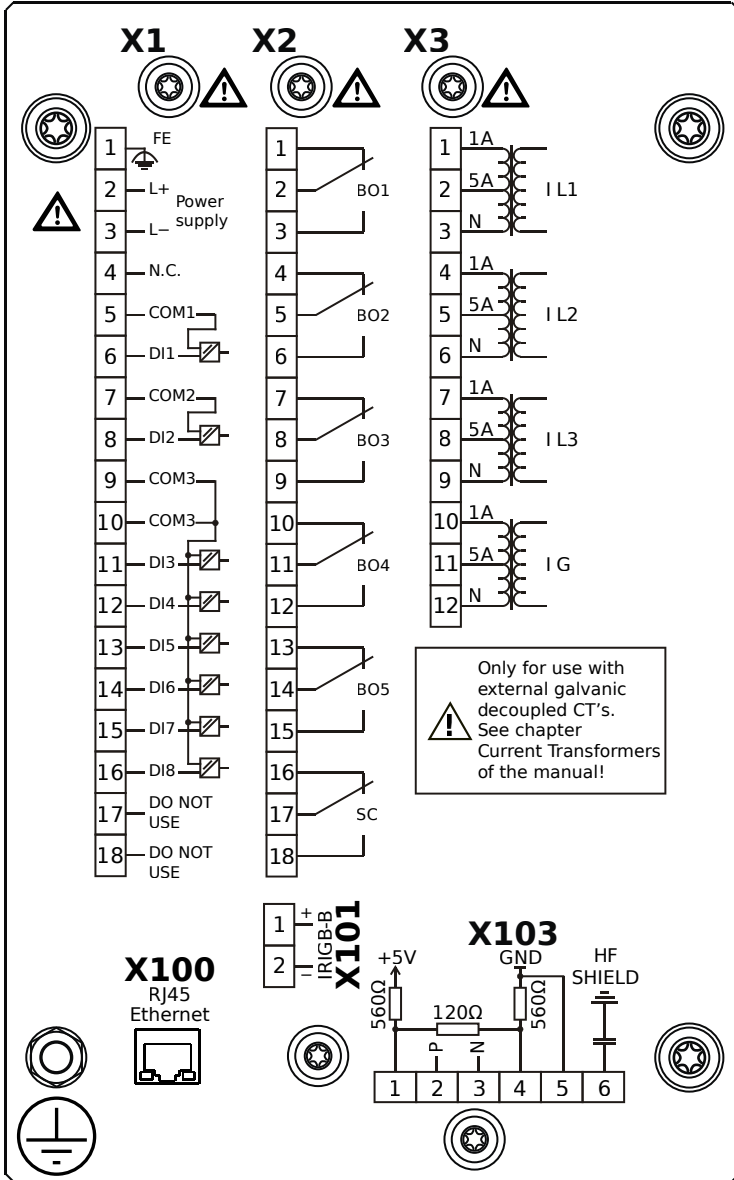 X1
X2
X3
1
FE
2
L+
Power
supply
3
L−
4
N.C.
5
COM1
6
DI1
7
COM2
8
DI2
9
COM3
10
COM3
11
DI3
12
DI4
13
DI5
14
DI6
15
DI7
16
DI8
17
DO NOT
USE
18
DO NOT
USE
1
2
BO1
3
4
5
BO2
6
7
8
BO3
9
10
11
BO4
12
13
14
BO5
15
16
17
SC
18
1
1A
2
5A
I L1
3
N
4
1A
5
5A
I L2
6
N
7
1A
8
5A
I L3
9
N
10
1A
11
5A
I G
12
N
Only for use with
external galvanic
decoupled CT's.
See chapter
Current Transformers
of the manual!
X100
RJ45
Ethernet
1
+
2
−
IRIGB-B
X101
X103
+5V
GND
HF
SHIELD
560Ω
120Ω
560Ω
P
N
1
2
3
4
5
6